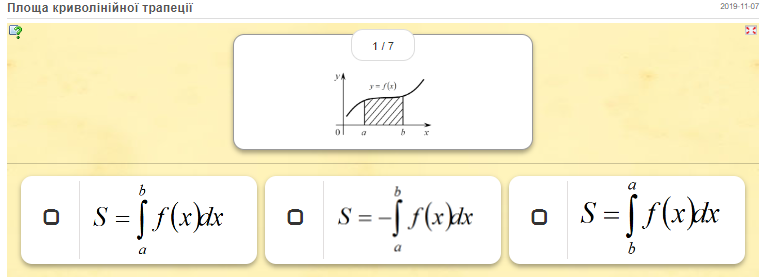 Площа криволінійної трапеції
2019-11-07
1 / 7
y
y = f(x)
0 a b x
S = ∫_a^b f(x)dx
S = −∫_a^b f(x)dx
S = ∫_b^a f(x)dx